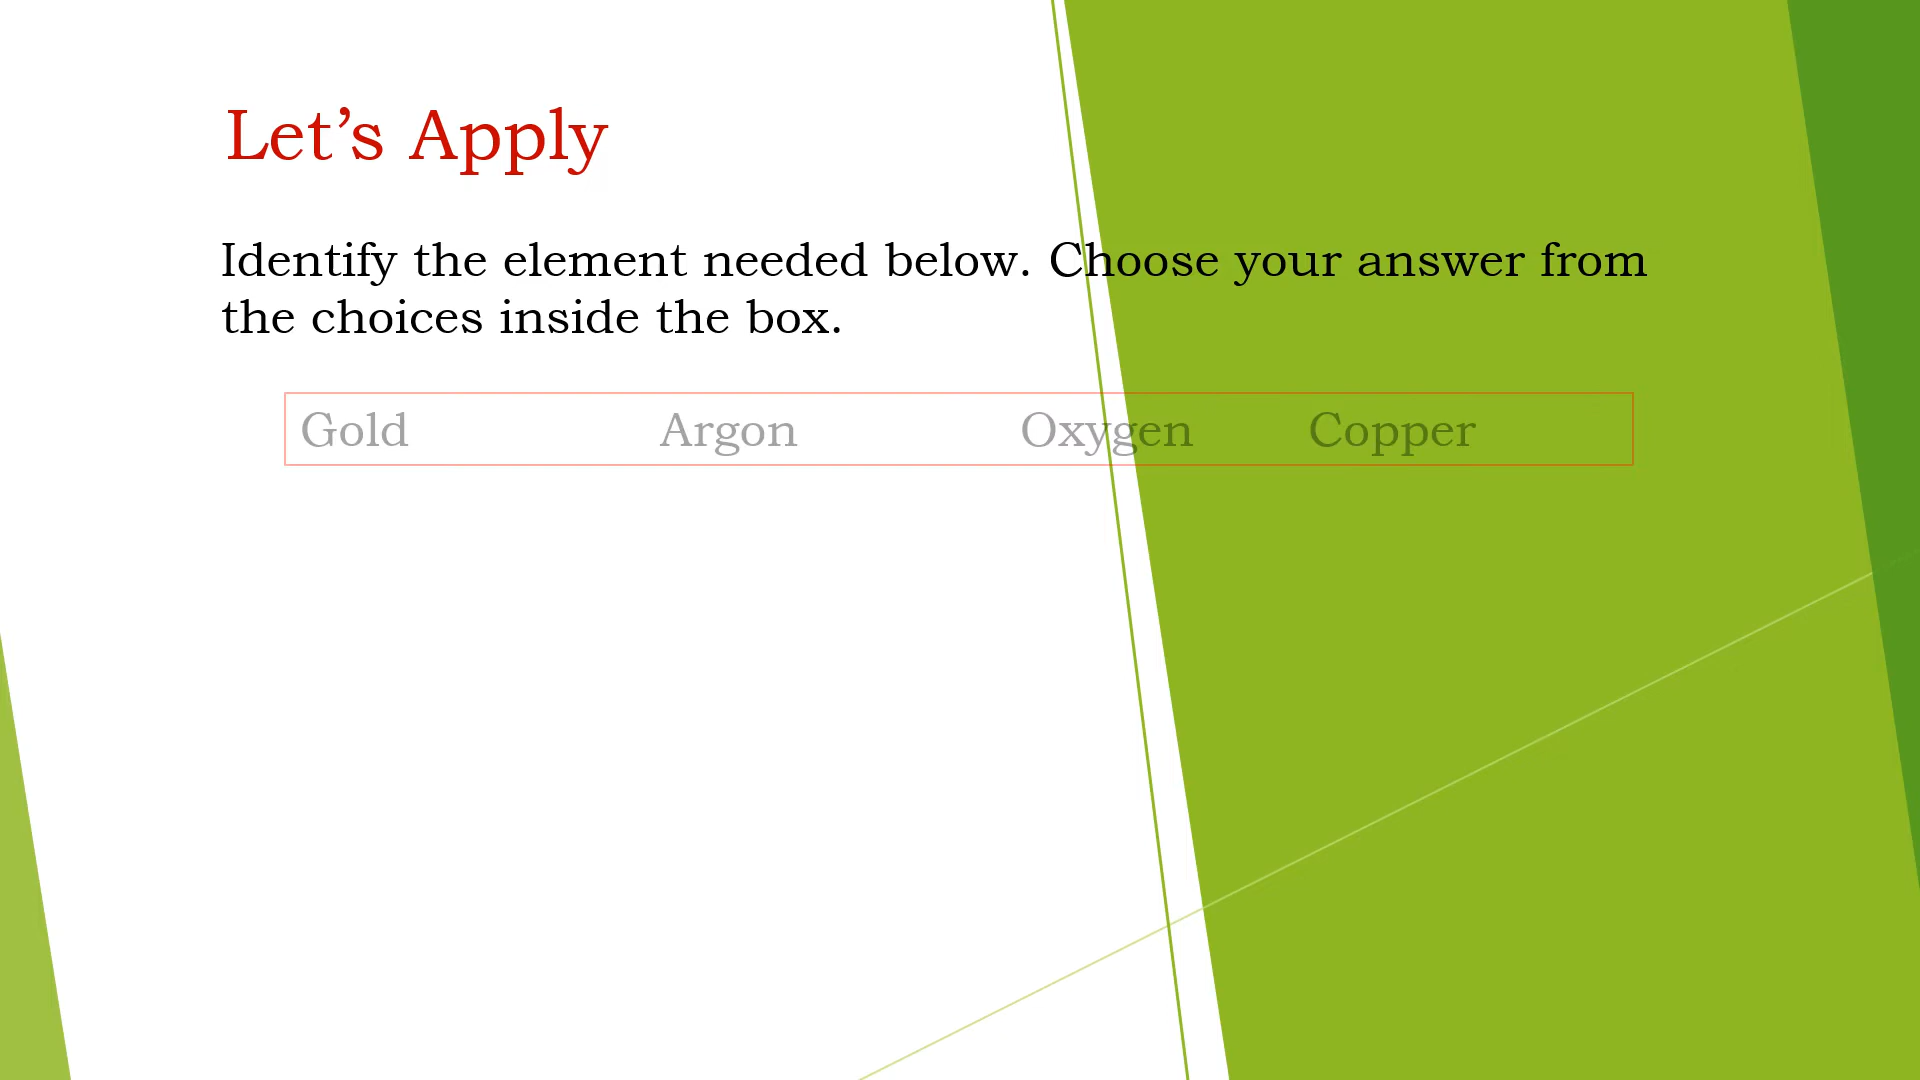 Let’s Apply
Identify the element needed below. Choose your answer from
the choices inside the box.
Gold Argon Oxygen Copper